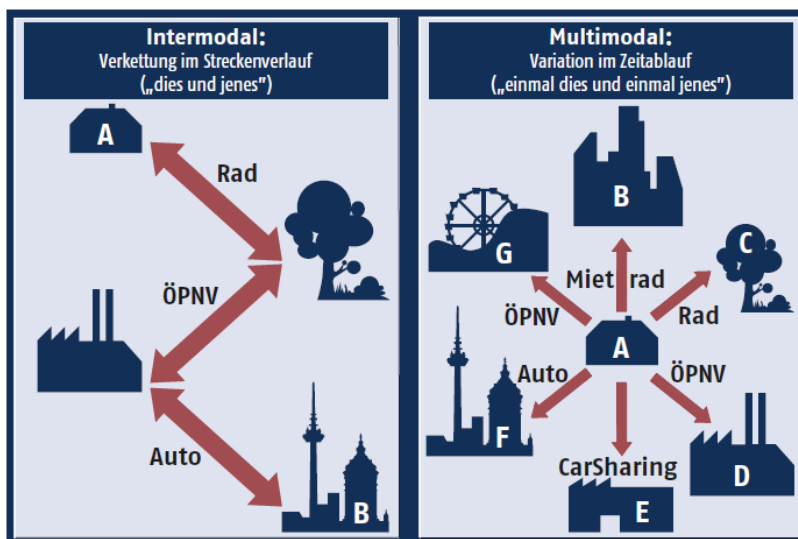 Intermodal:
Verkettung im Streckenverlauf
(„dies und jenes”)
A
Rad
ÖPNV
Auto
B
Multimodal:
Variation im Zeitablauf
(„einmal dies und einmal jenes”)
B
G
C
Mietrad
ÖPNV
Rad
A
Auto
ÖPNV
F
CarSharing
D
E